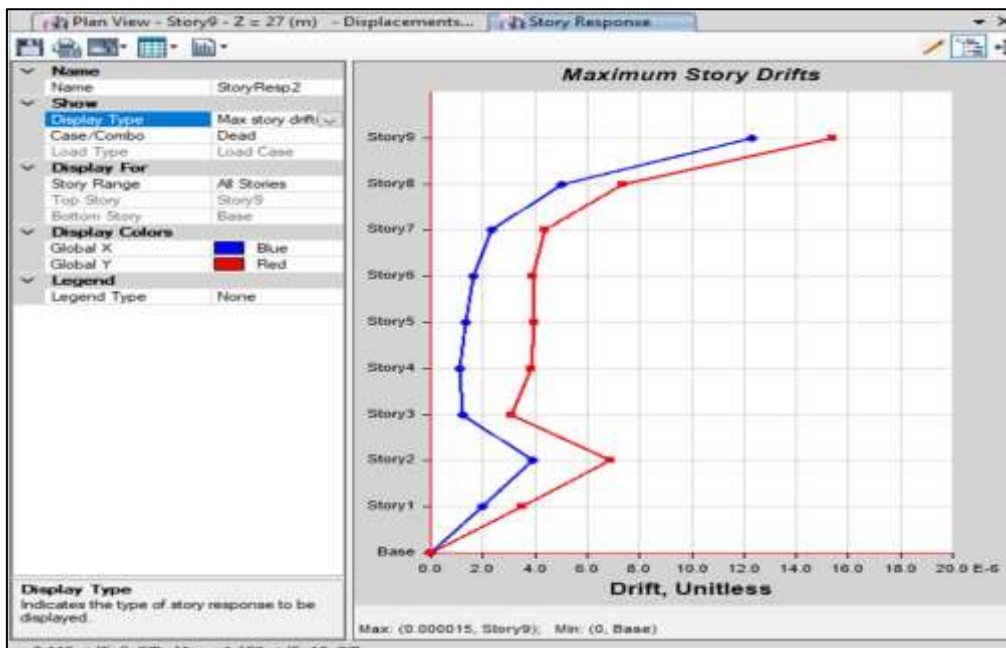 Plan View - Story9 - Z = 27 (m) - Displacements... Story Response
Name
Name StoryResp2
Show
Display Type Max story drifts
Case/Combo Dead
Load Type Load Case
Display For
Story Range All Stories
Top Story Story9
Bottom Story Base
Display Colors
Global X Blue
Global Y Red
Legend
Legend Type None
Display Type
Indicates the type of story response to be
displayed.
Maximum Story Drifts
Story9
Story8
Story7
Story6
Story5
Story4
Story3
Story2
Story1
Base
0.0 2.0 4.0 6.0 8.0 10.0 12.0 14.0 16.0 18.0 20.0 E-6
Drift, Unitless
Max: (0.000015, Story9); Min: (0, Base)